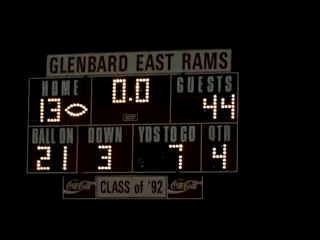 GLENBARD EAST RAMS
HOME 0.0 GUESTS
13 44
BALL ON DOWN YDS TO GO QTR
21 3 7 4
Coca-Cola CLASS of '92 Coca-Cola